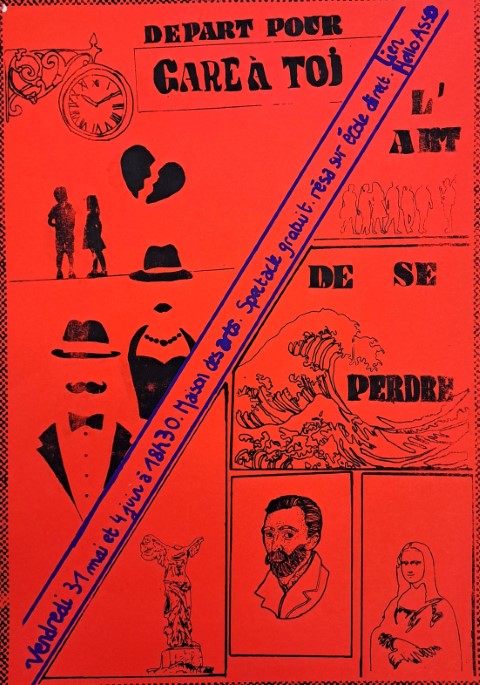 DEPART POUR
GARE À TOI
L'
ART
DE SE
PERDRE
Vendredi 31 mai et 4 juin à 18H30. Maison des arts. Spectacle gratuit. résa sur école direct. Lien
Hello Asso